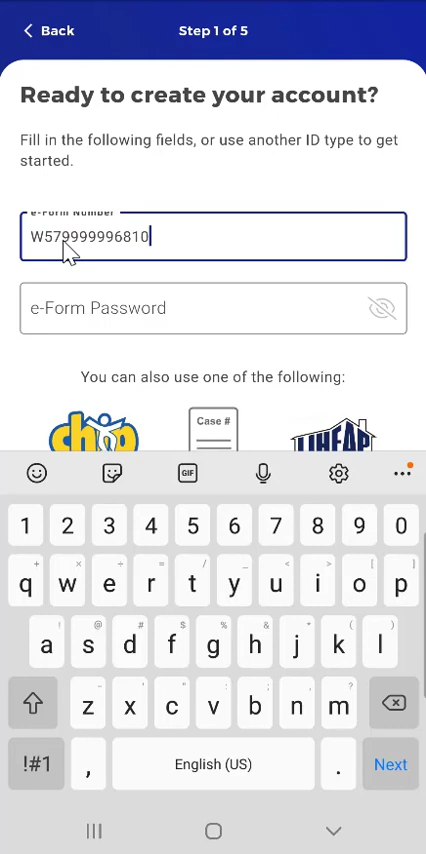 Back
Step 1 of 5
Ready to create your account?
Fill in the following fields, or use another ID type to get
started.
e-Form Number
W579999996810
e-Form Password
You can also use one of the following:
chip
Case #
LIHEAP
GIF
1 2 3 4 5 6 7 8 9 0
+ × ÷ = / _ < > [ ]
q w e r t y u i o p
! @ # $ % ^ & * ( )
a s d f g h j k l
- ' " : ; , ?
z x c v b n m
!#1 , English (US) . Next